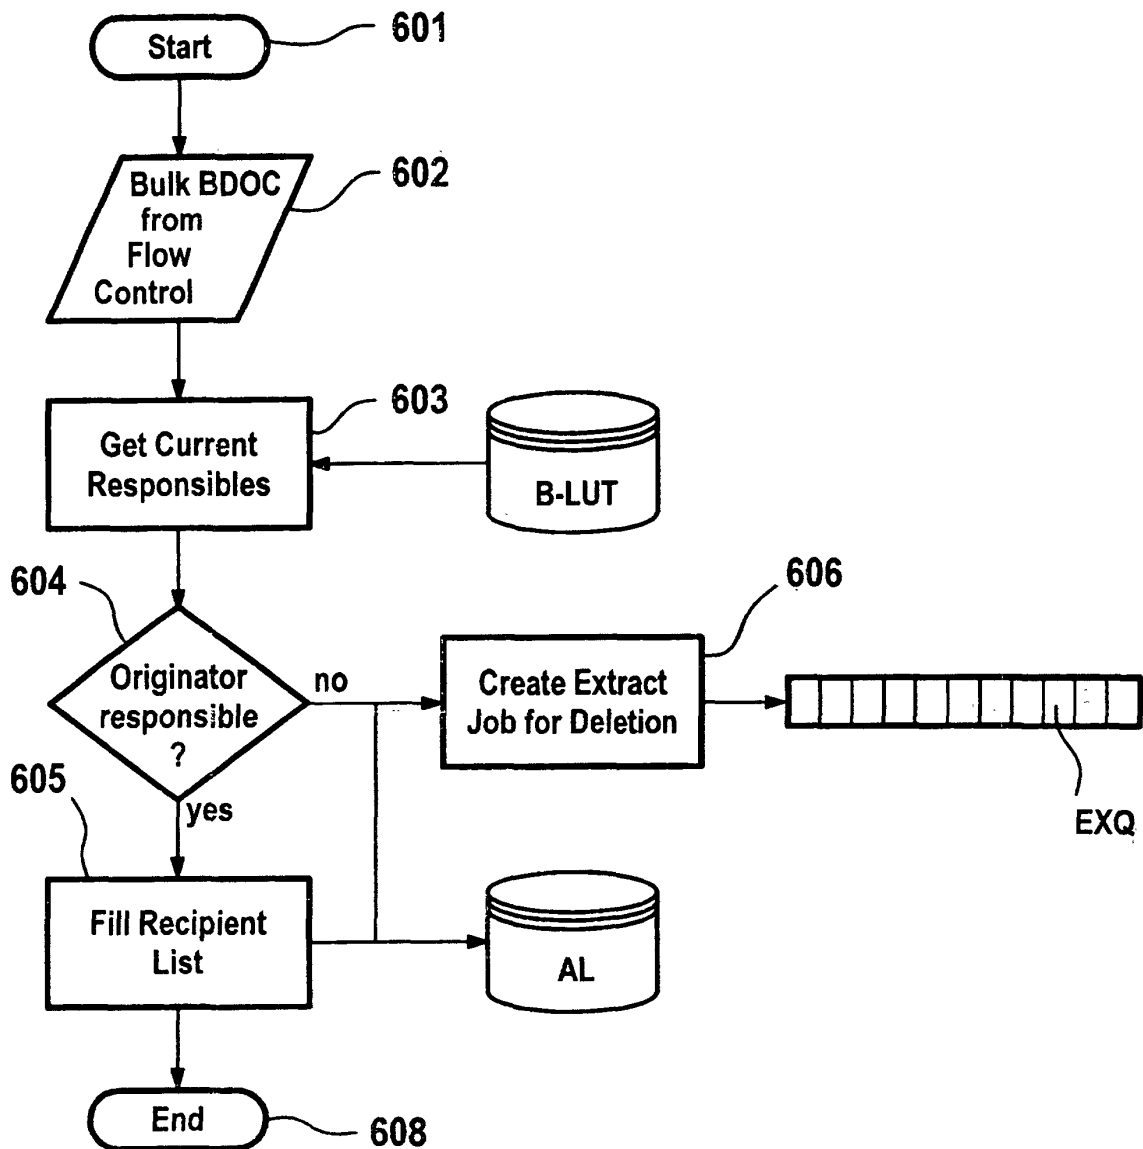 Start
601
Bulk BDOC
from
Flow
Control
602
Get Current
Responsibles
603
B-LUT
604
Originator
responsible
?
no
yes
Create Extract
Job for Deletion
606
EXQ
605
Fill Recipient
List
AL
End
608